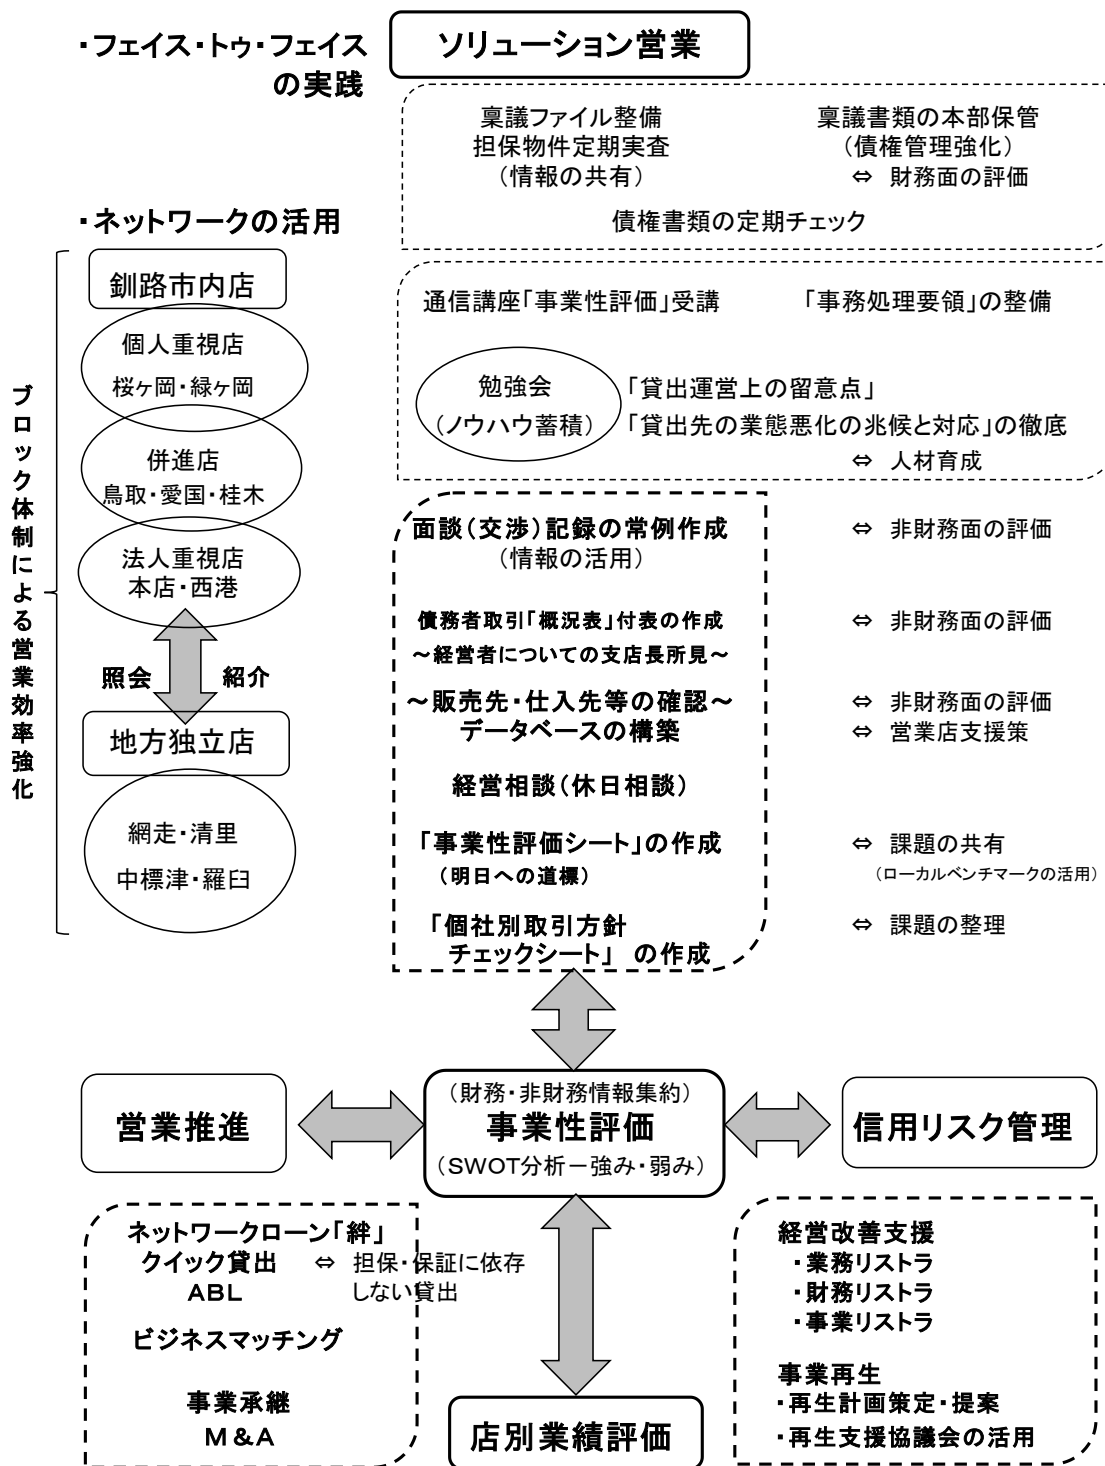 ・フェイス・トゥ・フェイス
の実践
ソリューション営業
稟議ファイル整備
担保物件定期実査
（情報の共有）
稟議書類の本部保管
（債権管理強化）
⇔ 財務面の評価
債権書類の定期チェック
・ネットワークの活用
ブロック体制による営業効率強化
釧路市内店
個人重視店
桜ヶ岡・緑ヶ岡
併進店
鳥取・愛国・桂木
法人重視店
本店・西港
照会
紹介
地方独立店
網走・清里
中標津・羅臼
通信講座「事業性評価」受講
「事務処理要領」の整備
勉強会
（ノウハウ蓄積）
「貸出運営上の留意点」
「貸出先の業態悪化の兆候と対応」の徹底
⇔ 人材育成
面談（交渉）記録の常例作成
（情報の活用）
⇔ 非財務面の評価
債務者取引「概況表」付表の作成
⇔ 非財務面の評価
～経営者についての支店長所見～
～販売先・仕入先等の確認～
⇔ 非財務面の評価
データベースの構築
⇔ 営業店支援策
経営相談（休日相談）
「事業性評価シート」の作成
⇔ 課題の共有
（明日への道標）
（ローカルベンチマークの活用）
「個社別取引方針
⇔ 課題の整理
チェックシート」 の作成
営業推進
（財務・非財務情報集約）
事業性評価
（SWOT分析－強み・弱み）
信用リスク管理
ネットワークローン「絆」
クイック貸出
⇔ 担保・保証に依存
しない貸出
ABL
ビジネスマッチング
事業承継
M＆A
店別業績評価
経営改善支援
・業務リストラ
・財務リストラ
・事業リストラ
事業再生
・再生計画策定・提案
・再生支援協議会の活用